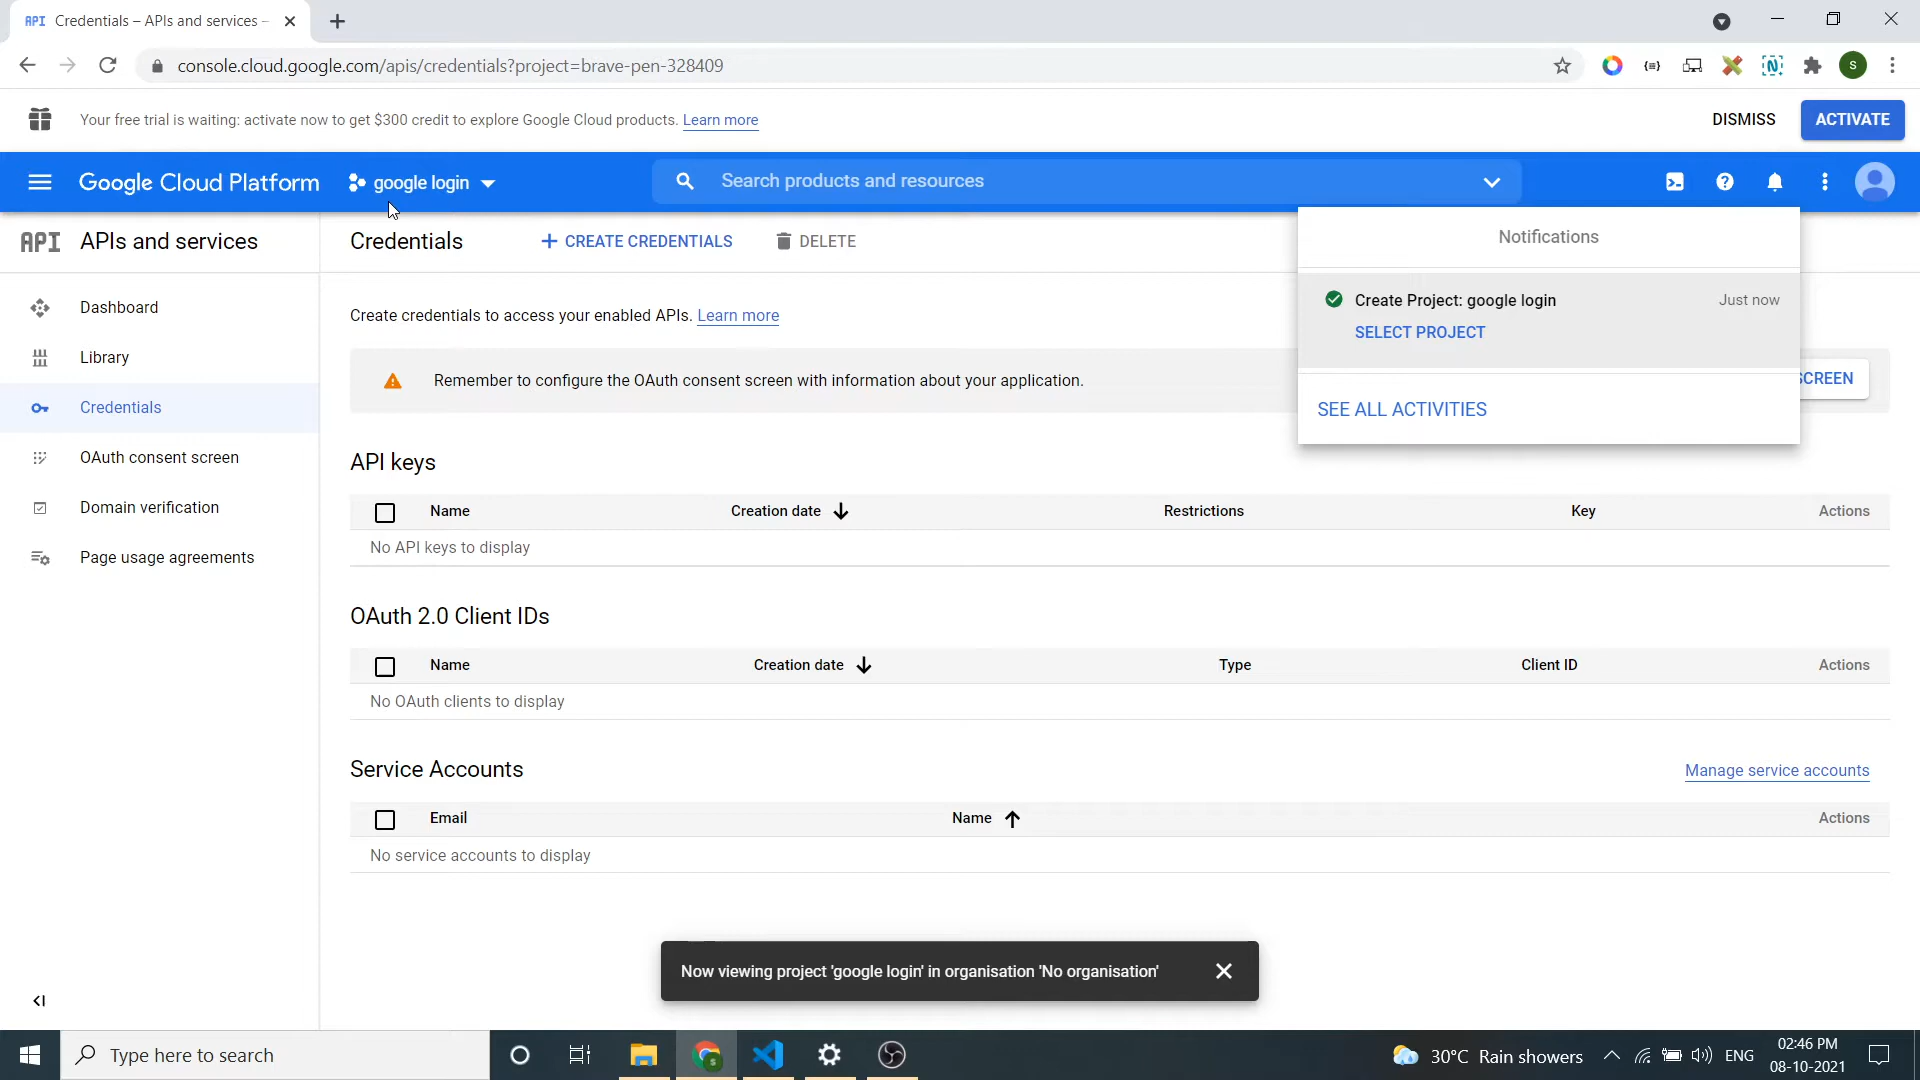 API Credentials – APIs and services –
console.cloud.google.com/apis/credentials?project=brave-pen-328409
S
Your free trial is waiting: activate now to get $300 credit to explore Google Cloud products. Learn more
DISMISS
ACTIVATE
Google Cloud Platform
google login
Search products and resources
API APIs and services
Credentials
CREATE CREDENTIALS
DELETE
Notifications
Dashboard
Library
Credentials
OAuth consent screen
Domain verification
Page usage agreements
Create Project: google login
Just now
SELECT PROJECT
SEE ALL ACTIVITIES
Create credentials to access your enabled APIs. Learn more
Remember to configure the OAuth consent screen with information about your application.
SCREEN
API keys
Name Creation date Restrictions Key Actions
No API keys to display
OAuth 2.0 Client IDs
Name Creation date Type Client ID Actions
No OAuth clients to display
Service Accounts
Manage service accounts
Email Name Actions
No service accounts to display
Now viewing project 'google login' in organisation 'No organisation'
Type here to search
30°C Rain showers
ENG
02:46 PM
08-10-2021